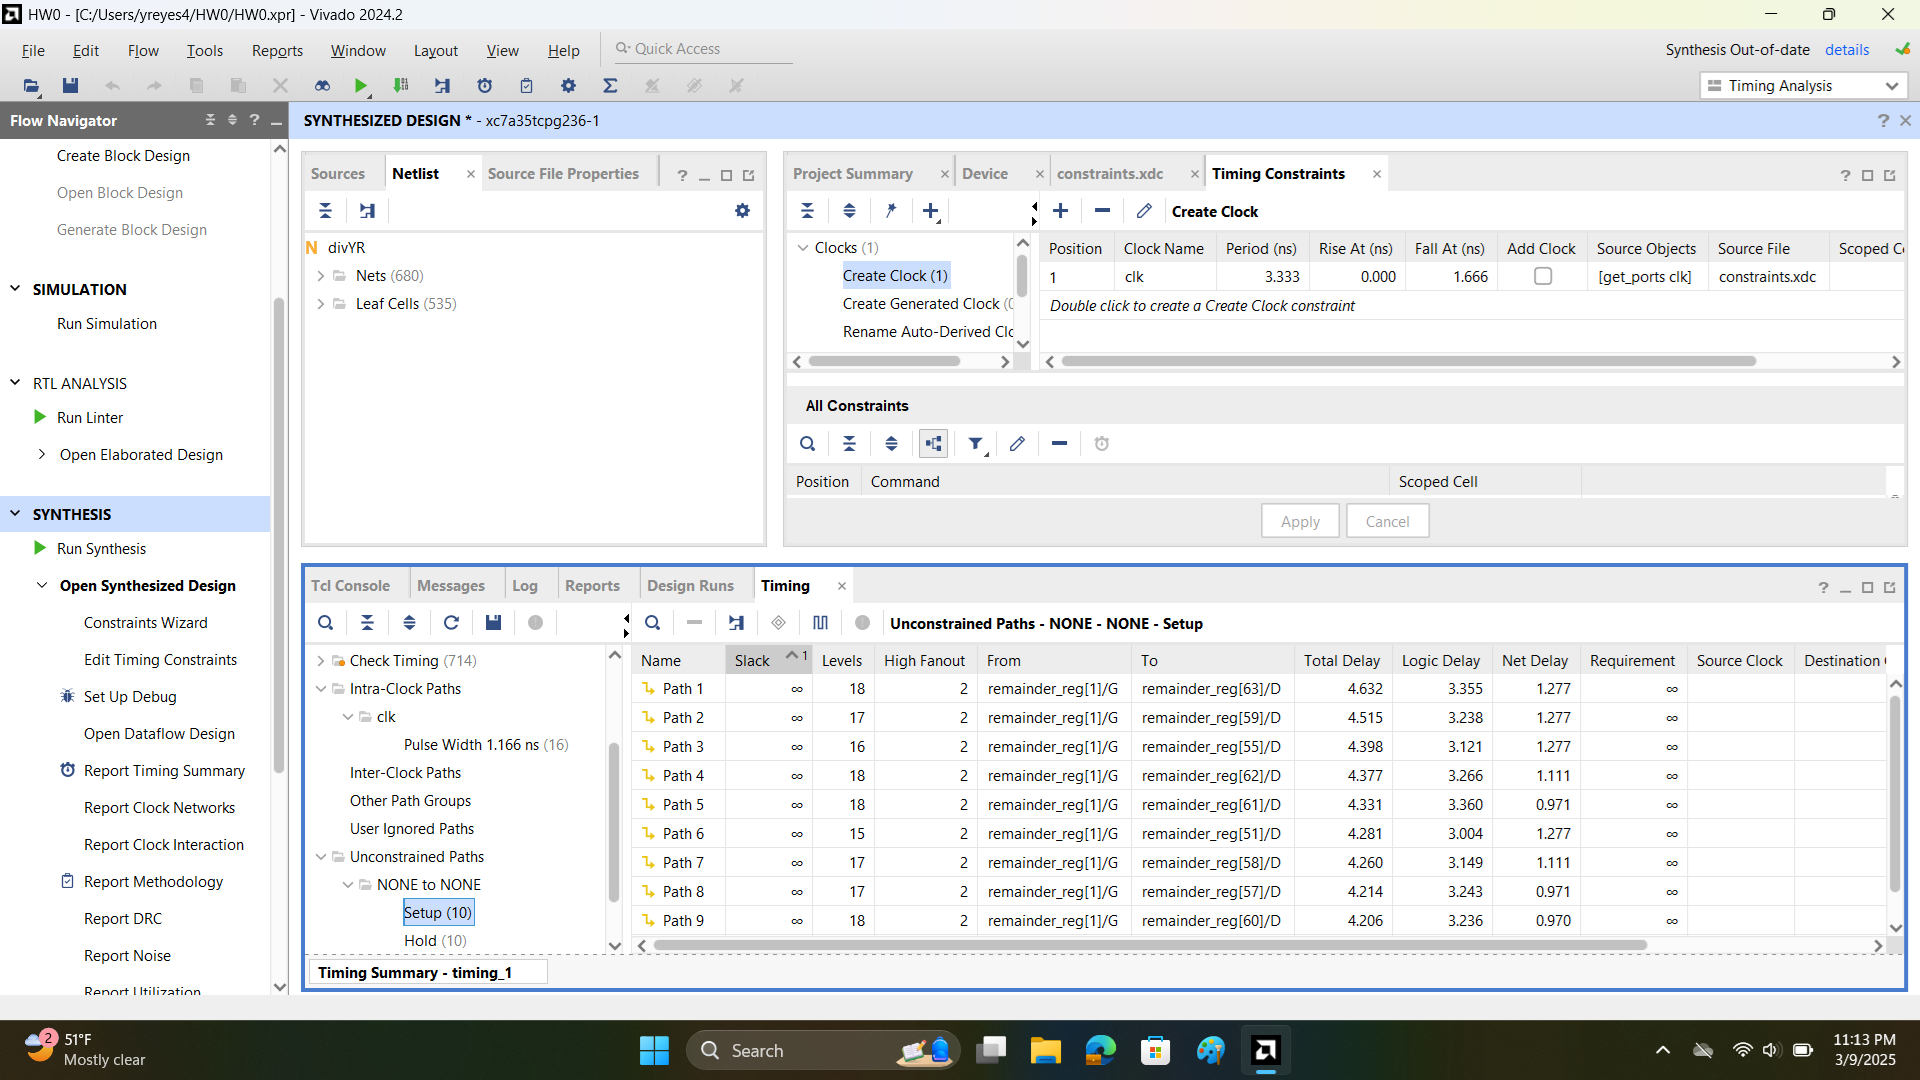 HW0 - [C:/Users/yreyes4/HW0/HW0.xpr] - Vivado 2024.2
File Edit Flow Tools Reports Window Layout View Help Quick Access
Synthesis Out-of-date details
Timing Analysis
Flow Navigator
Create Block Design
Open Block Design
Generate Block Design
SIMULATION
Run Simulation
RTL ANALYSIS
Run Linter
Open Elaborated Design
SYNTHESIS
Run Synthesis
Open Synthesized Design
Constraints Wizard
Edit Timing Constraints
Set Up Debug
Open Dataflow Design
Report Timing Summary
Report Clock Networks
Report Clock Interaction
Report Methodology
Report DRC
Report Noise
Report Utilization
SYNTHESIZED DESIGN * - xc7a35tcpg236-1
Sources Netlist Source File Properties
N divYR
Nets (680)
Leaf Cells (535)
Project Summary Device constraints.xdc Timing Constraints
Clocks (1)
Create Clock (1)
Create Generated Clock (0
Rename Auto-Derived Clo
Create Clock
Position Clock Name Period (ns) Rise At (ns) Fall At (ns) Add Clock Source Objects Source File Scoped Ce
1 clk 3.333 0.000 1.666 [get_ports clk] constraints.xdc
Double click to create a Create Clock constraint
All Constraints
Position Command Scoped Cell
Apply Cancel
Tcl Console Messages Log Reports Design Runs Timing
Check Timing (714)
Intra-Clock Paths
clk
Pulse Width 1.166 ns (16)
Inter-Clock Paths
Other Path Groups
User Ignored Paths
Unconstrained Paths
NONE to NONE
Setup (10)
Hold (10)
Unconstrained Paths - NONE - NONE - Setup
Name Slack 1 Levels High Fanout From To Total Delay Logic Delay Net Delay Requirement Source Clock Destination
Path 1 ∞ 18 2 remainder_reg[1]/G remainder_reg[63]/D 4.632 3.355 1.277 ∞
Path 2 ∞ 17 2 remainder_reg[1]/G remainder_reg[59]/D 4.515 3.238 1.277 ∞
Path 3 ∞ 16 2 remainder_reg[1]/G remainder_reg[55]/D 4.398 3.121 1.277 ∞
Path 4 ∞ 18 2 remainder_reg[1]/G remainder_reg[62]/D 4.377 3.266 1.111 ∞
Path 5 ∞ 18 2 remainder_reg[1]/G remainder_reg[61]/D 4.331 3.360 0.971 ∞
Path 6 ∞ 15 2 remainder_reg[1]/G remainder_reg[51]/D 4.281 3.004 1.277 ∞
Path 7 ∞ 17 2 remainder_reg[1]/G remainder_reg[58]/D 4.260 3.149 1.111 ∞
Path 8 ∞ 17 2 remainder_reg[1]/G remainder_reg[57]/D 4.214 3.243 0.971 ∞
Path 9 ∞ 18 2 remainder_reg[1]/G remainder_reg[60]/D 4.206 3.236 0.970 ∞
Timing Summary - timing_1
2
51°F
Mostly clear
Search
11:13 PM
3/9/2025